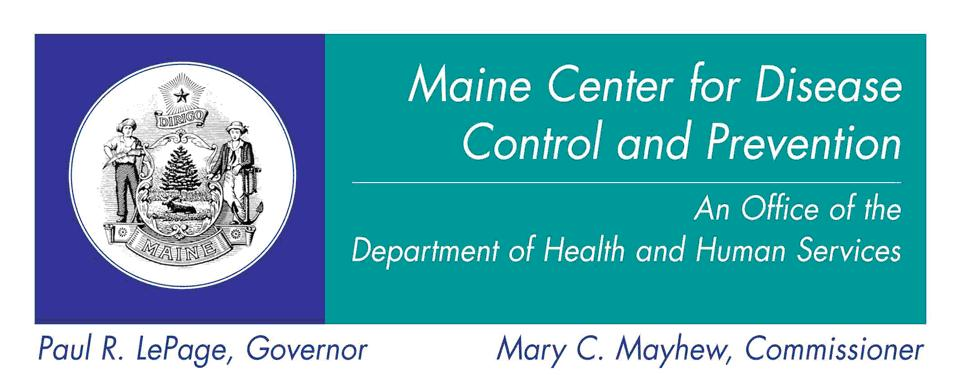 DIRIGO
MAINE
Maine Center for Disease
Control and Prevention
An Office of the
Department of Health and Human Services
Paul R. LePage, Governor
Mary C. Mayhew, Commissioner